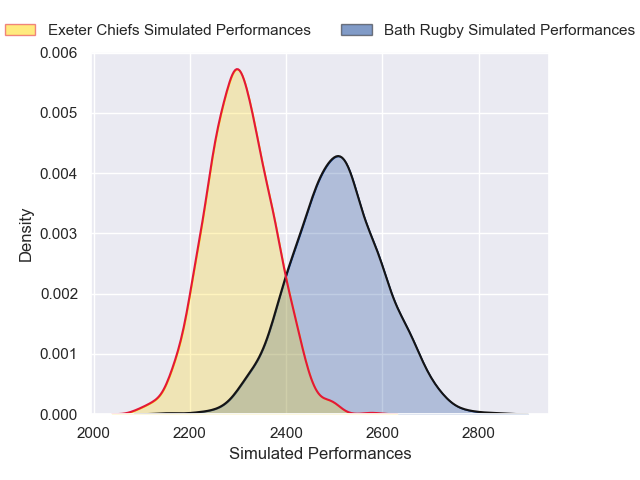 Exeter Chiefs Simulated Performances Bath Rugby Simulated Performances
0.006
0.005
0.004
0.003
0.002
0.001
0.000
Density
2000 2200 2400 2600 2800
Simulated Performances